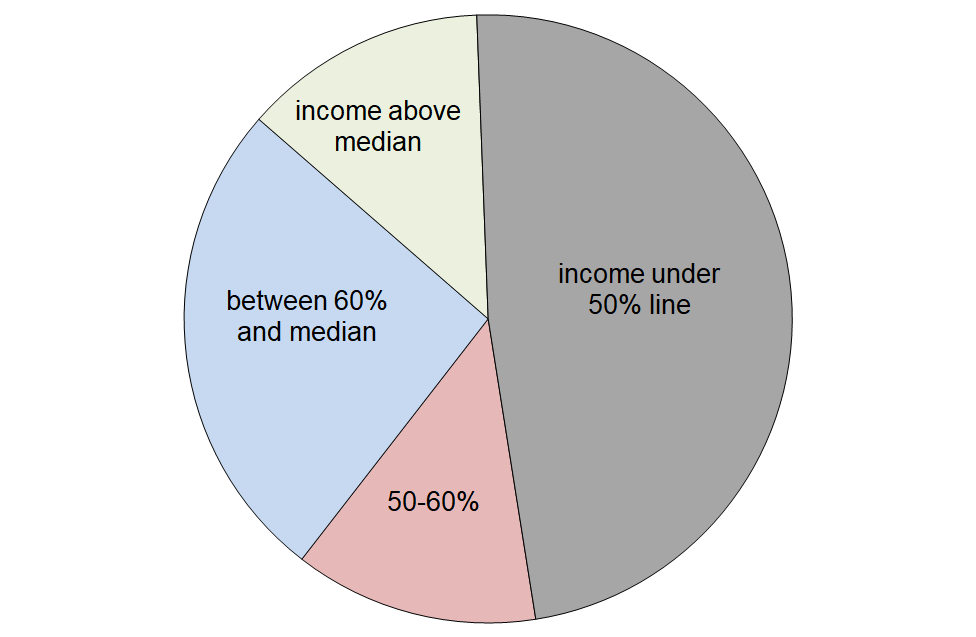 income above
median
income under
50% line
between 60%
and median
50-60%